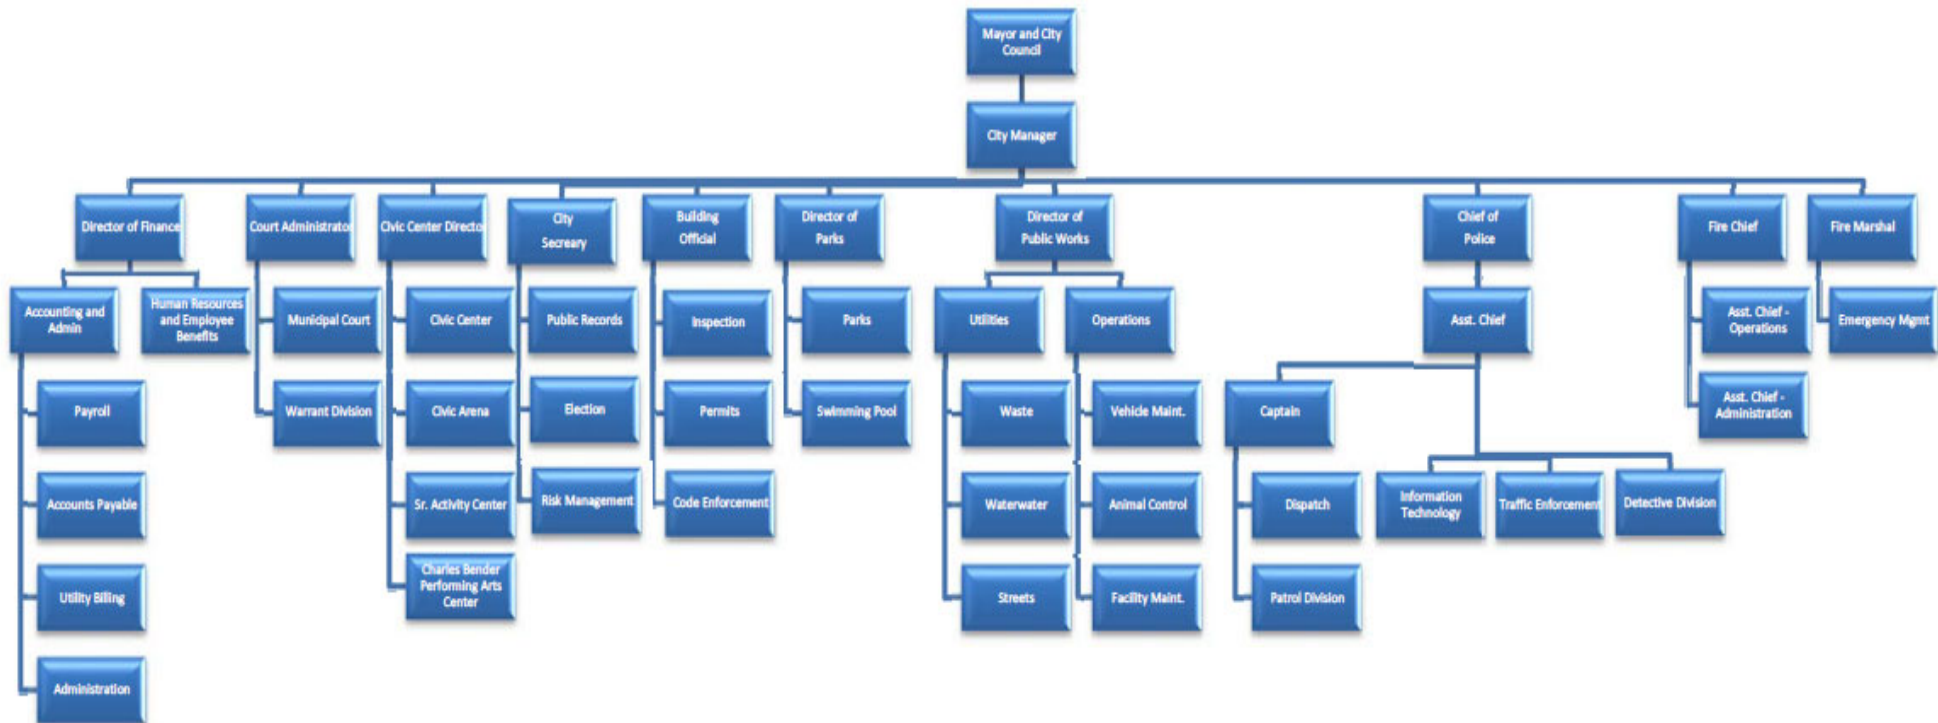 Mayor and City
Council
City Manager
Director of Finance
Court Administrator
Civic Center Director
City
Secreary
Building
Official
Director of
Parks
Director of
Public Works
Chief of
Police
Fire Chief
Fire Marshal
Accounting and
Admin
Human Resources
and Employee
Benefits
Municipal Court
Civic Center
Public Records
Inspection
Parks
Utilities
Operations
Asst. Chief
Asst. Chief -
Operations
Emergency Mgmt
Payroll
Warrant Division
Civic Arena
Election
Permits
Swimming Pool
Waste
Vehicle Maint.
Captain
Asst. Chief -
Administration
Accounts Payable
Sr. Activity Center
Risk Management
Code Enforcement
Waterwater
Animal Control
Dispatch
Information
Technology
Traffic Enforcement
Detective Division
Utility Billing
Charles Bender
Performing Arts
Center
Streets
Facility Maint.
Patrol Division
Administration